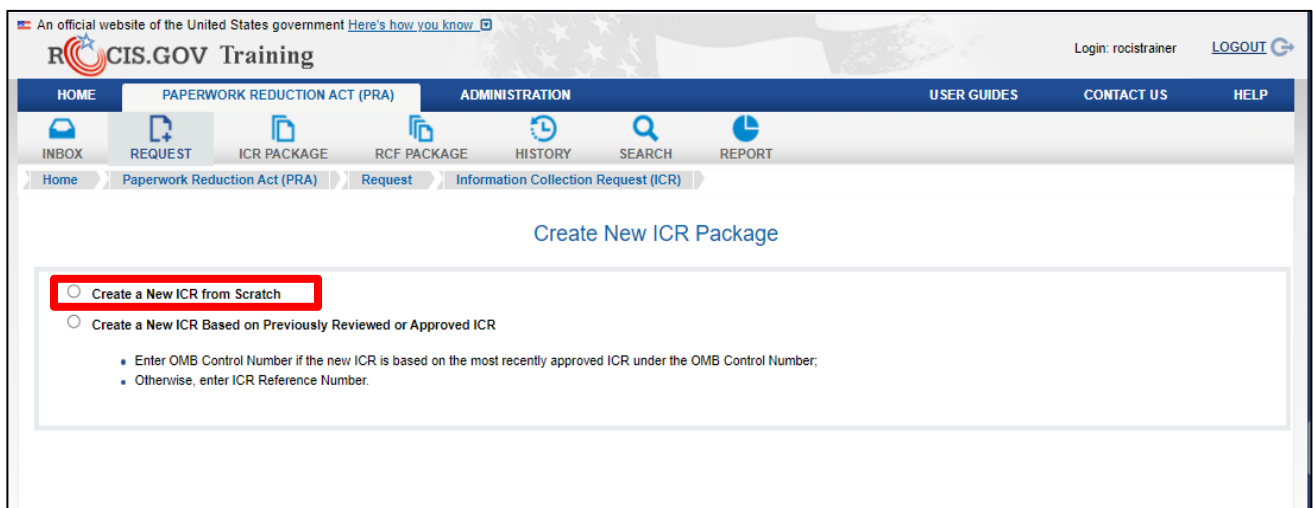 An official website of the United States government Here's how you know
ROCIS.GOV Training
Login: rocistrainer LOGOUT
HOME PAPERWORK REDUCTION ACT (PRA) ADMINISTRATION USER GUIDES CONTACT US HELP
INBOX REQUEST ICR PACKAGE RCF PACKAGE HISTORY SEARCH REPORT
Home Paperwork Reduction Act (PRA) Request Information Collection Request (ICR)
Create New ICR Package
Create a New ICR from Scratch
Create a New ICR Based on Previously Reviewed or Approved ICR
• Enter OMB Control Number if the new ICR is based on the most recently approved ICR under the OMB Control Number;
• Otherwise, enter ICR Reference Number.